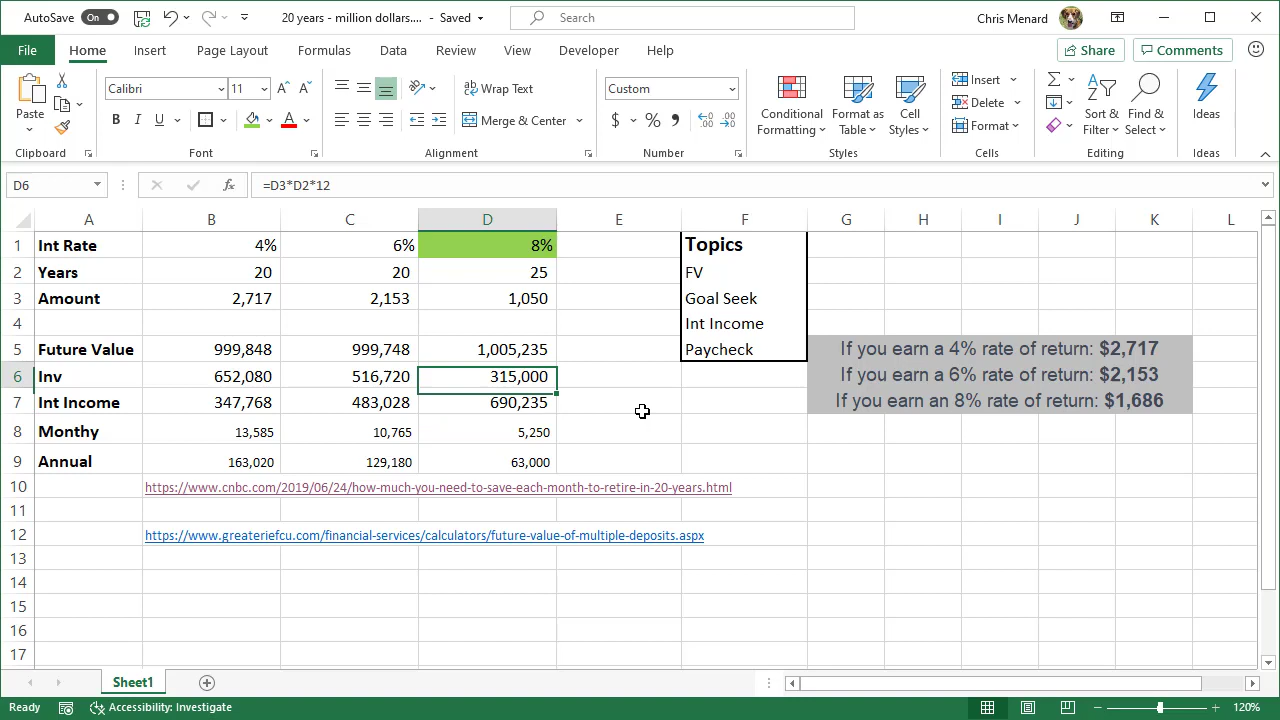 AutoSave On 20 years - million dollars.... - Saved Search Chris Menard
File Home Insert Page Layout Formulas Data Review View Developer Help Share Comments
Paste Calibri 11 Wrap Text Custom Conditional Formatting Format as Table Cell Styles Insert Sort & Filter Find & Select Ideas
B I U Merge & Center $ % Delete
Format
Clipboard Font Alignment Number Styles Cells Editing Ideas
D6 fx =D3*D2*12
A B C D E F G H I J K L
1 Int Rate 4% 6% 8% Topics
2 Years 20 20 25 FV
3 Amount 2,717 2,153 1,050 Goal Seek
4 Int Income
5 Future Value 999,848 999,748 1,005,235 Paycheck If you earn a 4% rate of return: $2,717
6 Inv 652,080 516,720 315,000 If you earn a 6% rate of return: $2,153
7 Int Income 347,768 483,028 690,235 If you earn an 8% rate of return: $1,686
8 Monthy 13,585 10,765 5,250
9 Annual 163,020 129,180 63,000
10 https://www.cnbc.com/2019/06/24/how-much-you-need-to-save-each-month-to-retire-in-20-years.html
11
12 https://www.greateriefcu.com/financial-services/calculators/future-value-of-multiple-deposits.aspx
13
14
15
16
17
Sheet1
Ready Accessibility: Investigate 120%